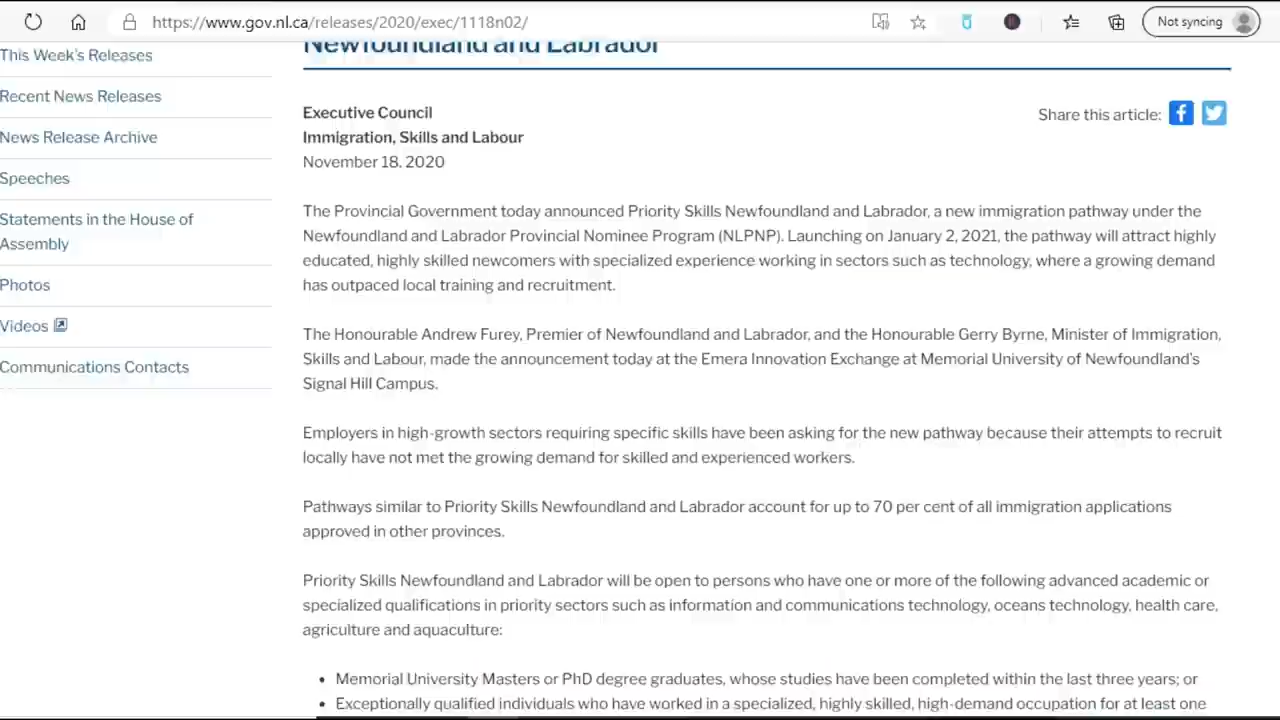 https://www.gov.nl.ca/releases/2020/exec/1118n02/
Not syncing
This Week's Releases
Recent News Releases
News Release Archive
Speeches
Statements in the House of
Assembly
Photos
Videos
Communications Contacts
Newfoundland and Labrador
Executive Council
Immigration, Skills and Labour
November 18, 2020
Share this article:
The Provincial Government today announced Priority Skills Newfoundland and Labrador, a new immigration pathway under the
Newfoundland and Labrador Provincial Nominee Program (NLPNP). Launching on January 2, 2021, the pathway will attract highly
educated, highly skilled newcomers with specialized experience working in sectors such as technology, where a growing demand
has outpaced local training and recruitment.
The Honourable Andrew Furey, Premier of Newfoundland and Labrador, and the Honourable Gerry Byrne, Minister of Immigration,
Skills and Labour, made the announcement today at the Emera Innovation Exchange at Memorial University of Newfoundland's
Signal Hill Campus.
Employers in high-growth sectors requiring specific skills have been asking for the new pathway because their attempts to recruit
locally have not met the growing demand for skilled and experienced workers.
Pathways similar to Priority Skills Newfoundland and Labrador account for up to 70 per cent of all immigration applications
approved in other provinces.
Priority Skills Newfoundland and Labrador will be open to persons who have one or more of the following advanced academic or
specialized qualifications in priority sectors such as information and communications technology, oceans technology, health care,
agriculture and aquaculture:
• Memorial University Masters or PhD degree graduates, whose studies have been completed within the last three years; or
• Exceptionally qualified individuals who have worked in a specialized, highly skilled, high-demand occupation for at least one